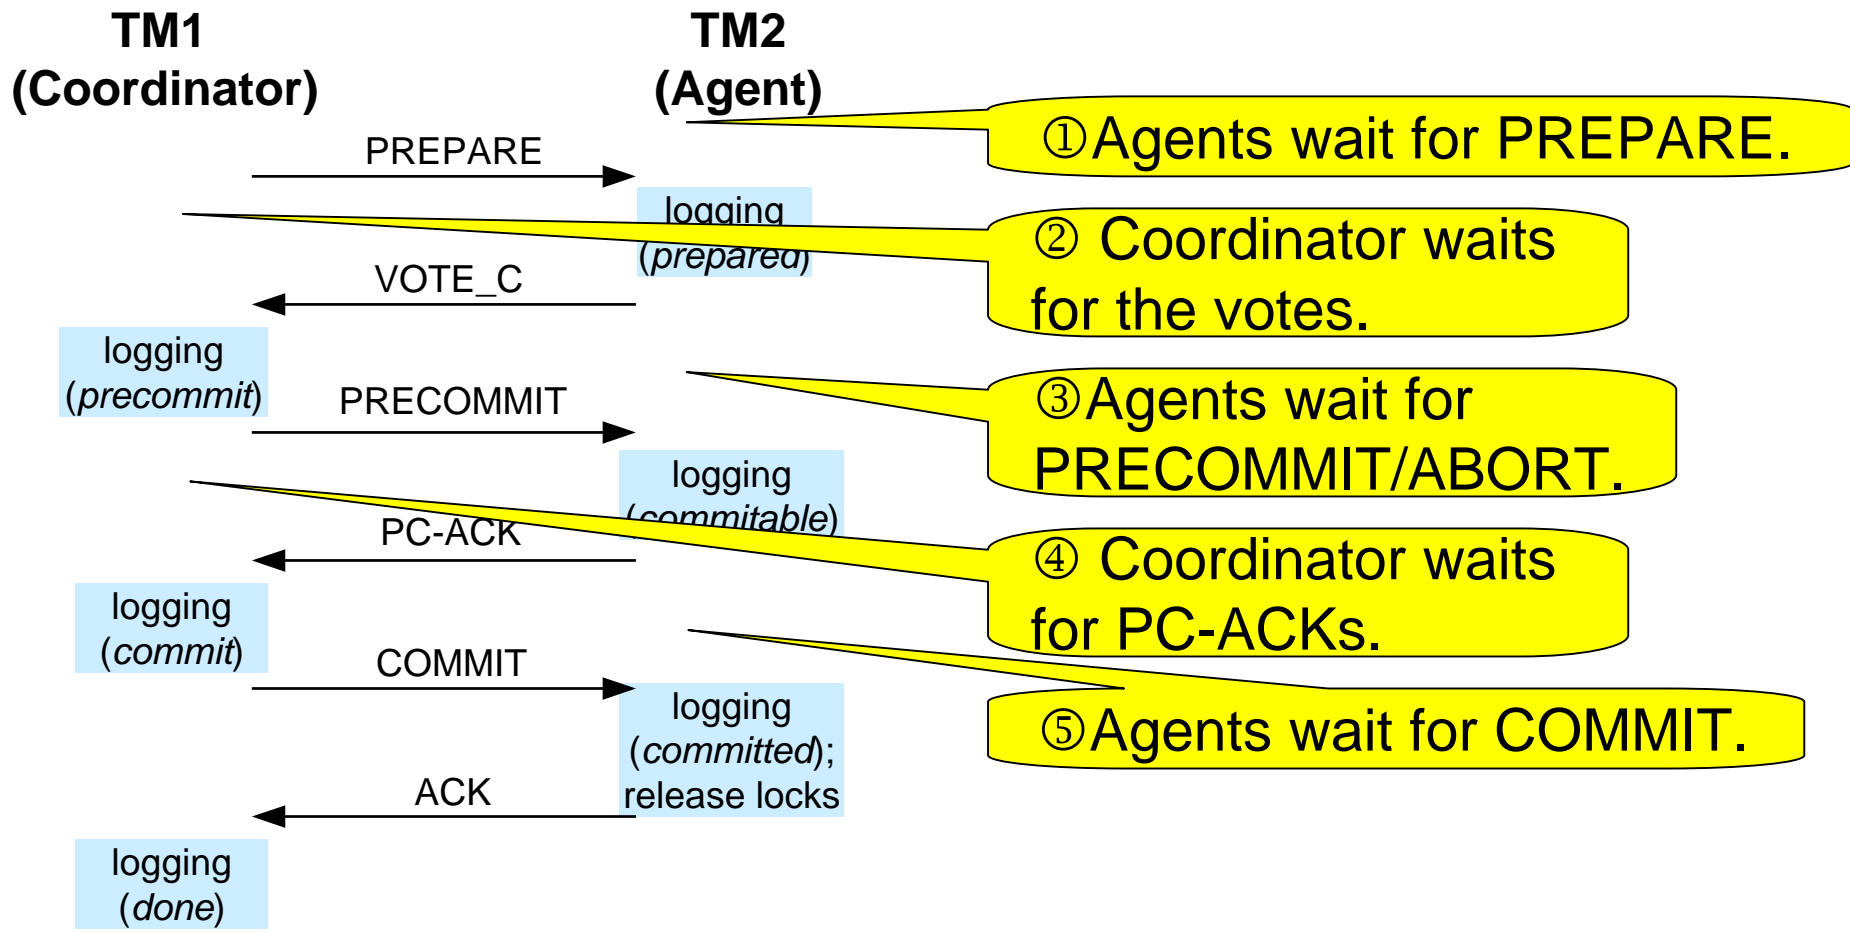 TM1
(Coordinator)
TM2
(Agent)
①Agents wait for PREPARE.
PREPARE
logging
(prepared)
② Coordinator waits
for the votes.
VOTE_C
logging
(precommit)
PRECOMMIT
③Agents wait for
PRECOMMIT/ABORT.
logging
(commitable)
PC-ACK
④ Coordinator waits
for PC-ACKs.
logging
(commit)
COMMIT
logging
(committed);
release locks
⑤Agents wait for COMMIT.
ACK
logging
(done)